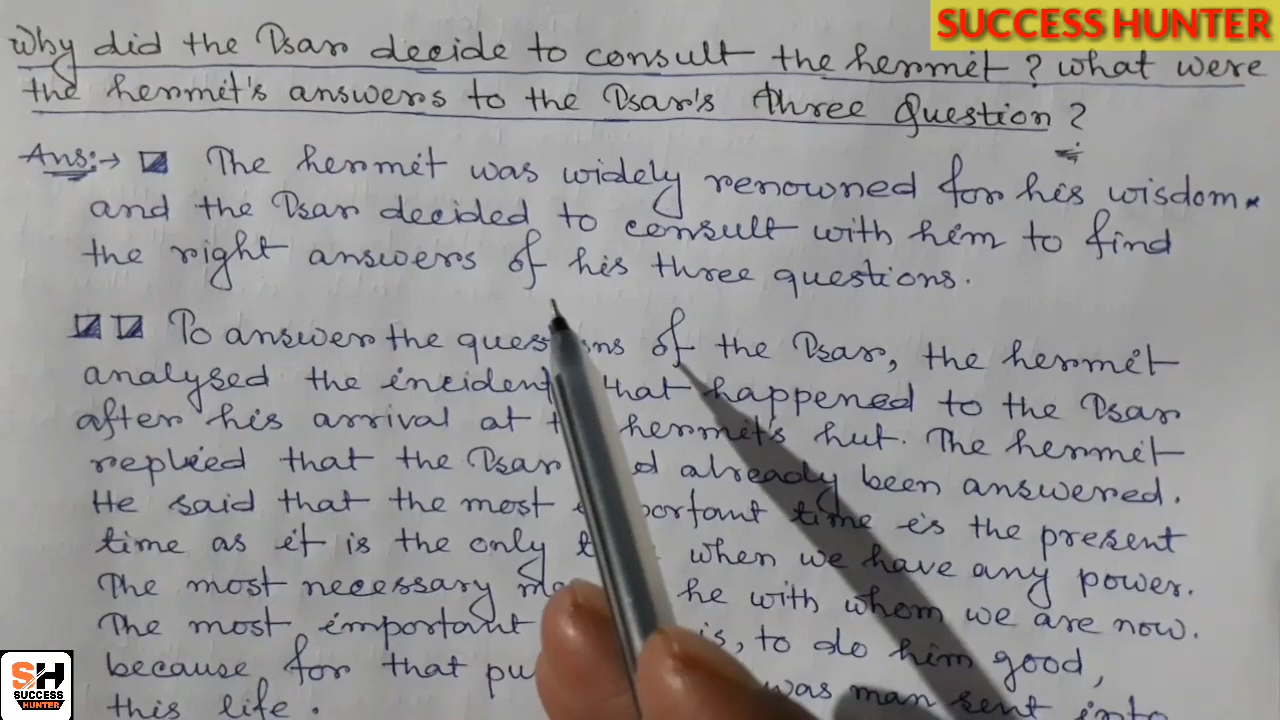 SUCCESS HUNTER
Why did the Tsar decide to consult the hermit? what were
the hermit's answers to the Tsar's three Question?
Ans:→ The hermit was widely renowned for his wisdom.
and the Tsar decided to consult with him to find
the right answers of his three questions.
To answer the of the Tsar, the hermit
analysed the incident that happened to the Tsar
after his arrival at hermit's hut. The hermit
replied that the Tsar already been answered.
He said that the most time is the present
time as it is the only when we have any power.
The most necessary he with whom we are now.
The most important is, to do him good,
because for that was man sent into
this life.
SH
SUCCESS
HUNTER